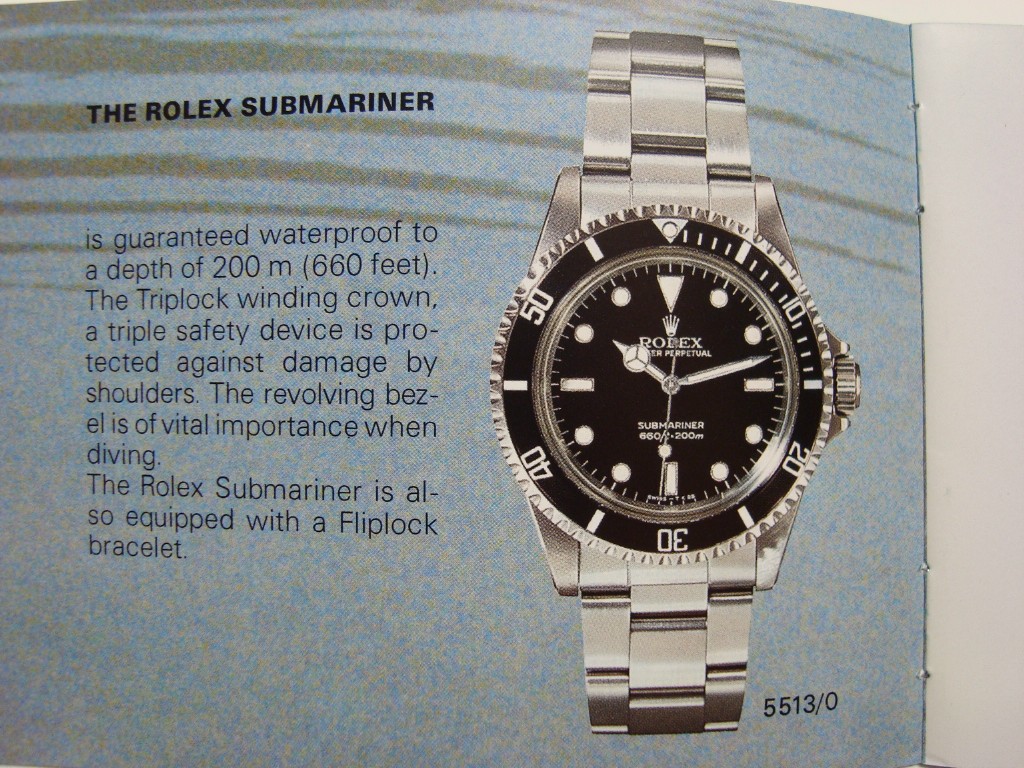 THE ROLEX SUBMARINER
is guaranteed waterproof to
a depth of 200 m (660 feet).
The Triplock winding crown,
a triple safety device is pro-
tected against damage by
shoulders. The revolving bez-
el is of vital importance when
diving.
The Rolex Submariner is al-
so equipped with a Fliplock
bracelet.
10
20
30
40
50
ROLEX
PERPETUAL
SUBMARINER
200m
5513/0